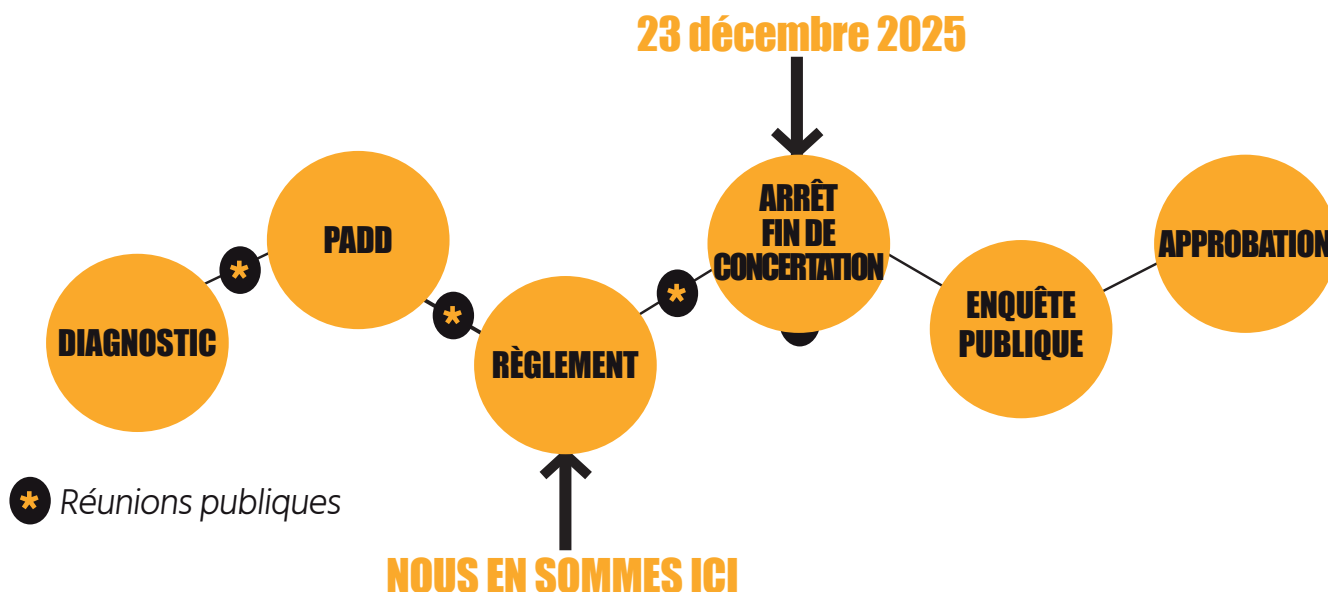 23 décembre 2025
DIAGNOSTIC
*
PADD
*
RÈGLEMENT
*
ARRÊT
FIN DE
CONCERTATION
ENQUÊTE
PUBLIQUE
APPROBATION
* Réunions publiques
NOUS EN SOMMES ICI